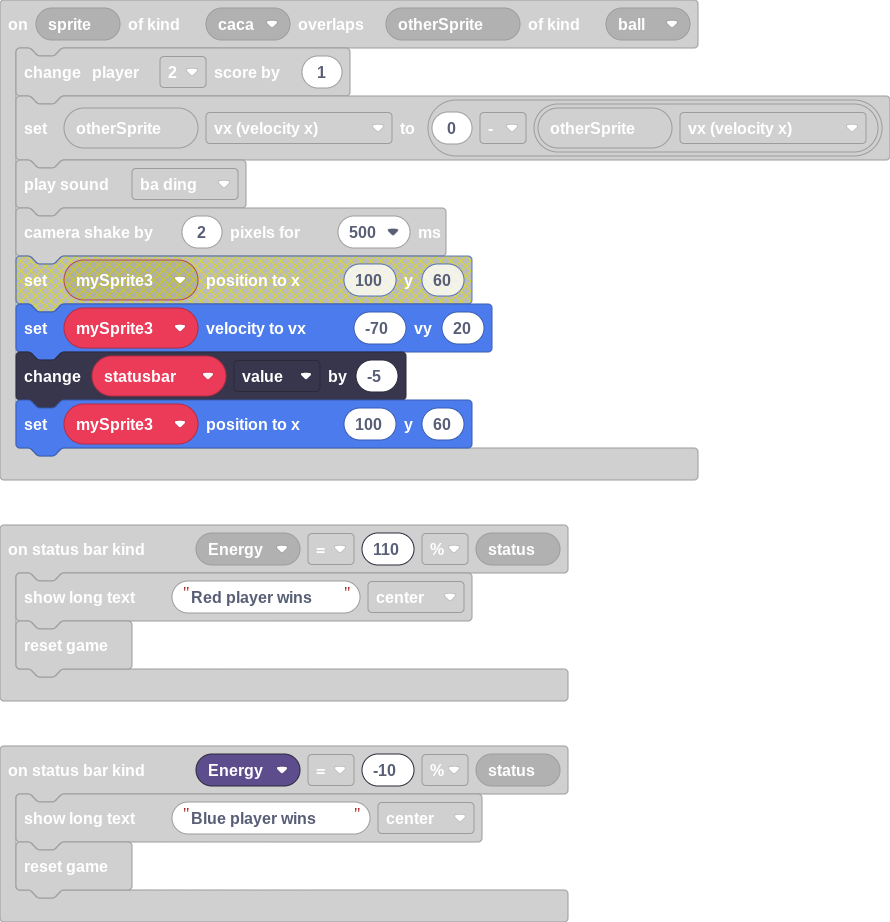 on sprite of kind caca overlaps otherSprite of kind ball
change player 2 score by 1
set otherSprite vx (velocity x) to 0 - otherSprite vx (velocity x)
play sound ba ding
camera shake by 2 pixels for 500 ms
set mySprite3 position to x 100 y 60
set mySprite3 velocity to vx -70 vy 20
change statusbar value by -5
set mySprite3 position to x 100 y 60
on status bar kind Energy = 110 % status
show long text "Red player wins" center
reset game
on status bar kind Energy = -10 % status
show long text "Blue player wins" center
reset game